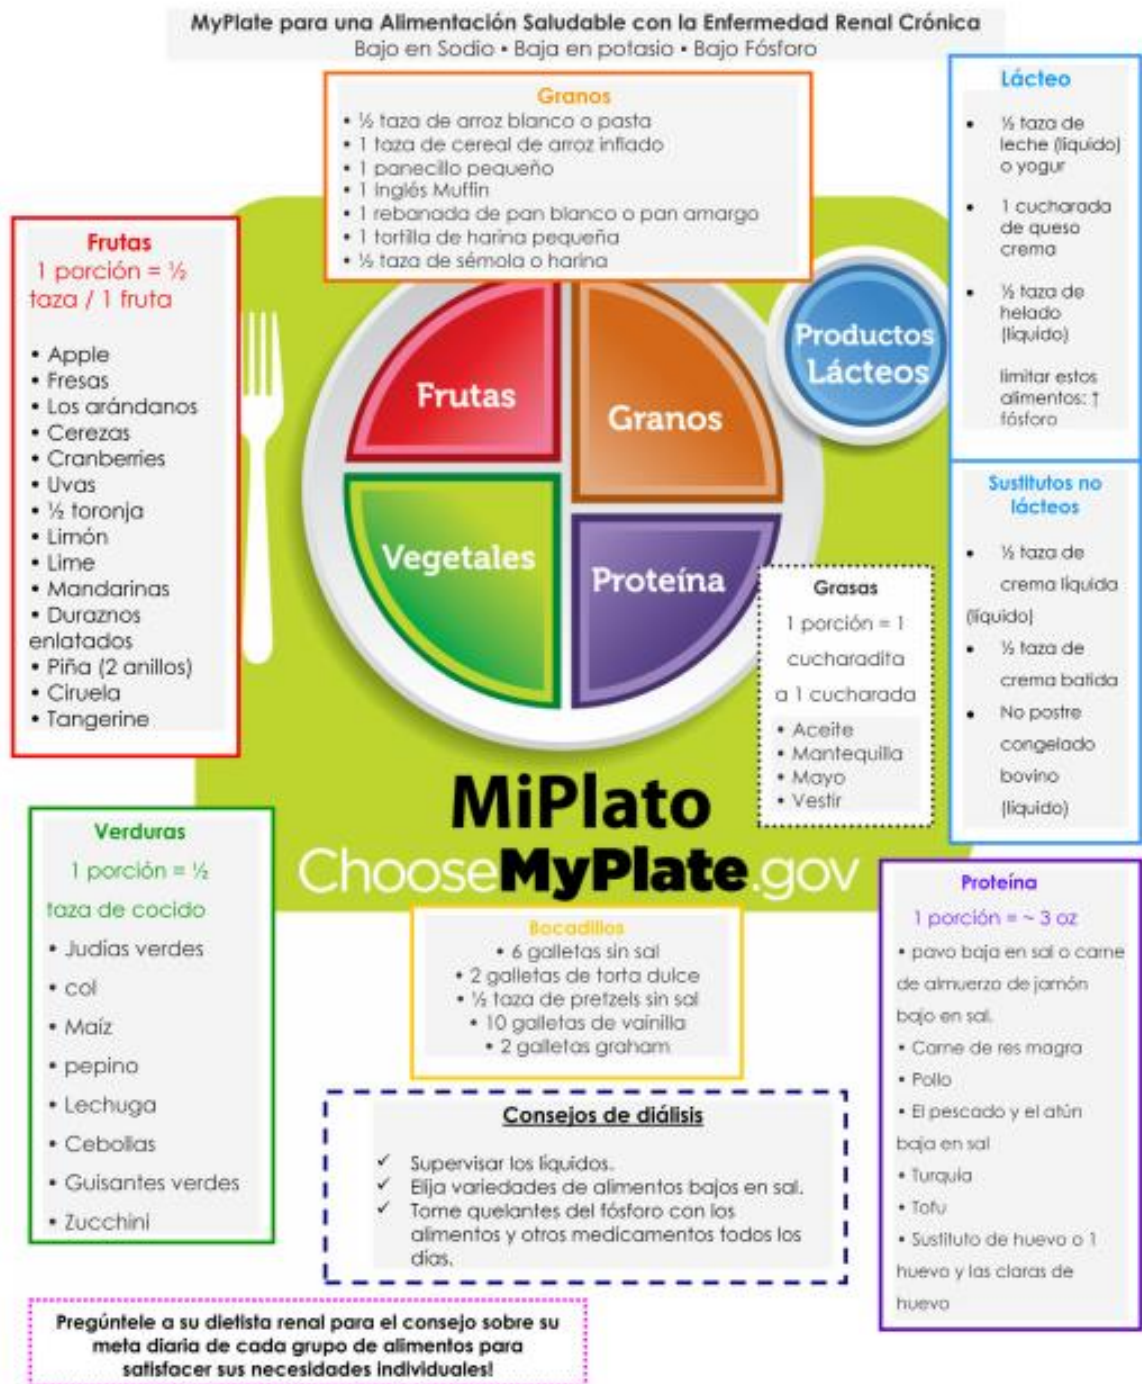 MyPlate para una Alimentación Saludable con la Enfermedad Renal Crónica
Bajo en Sodio • Baja en potasio • Bajo Fósforo
Granos
• ½ taza de arroz blanco o pasta
• 1 taza de cereal de arroz inflado
• 1 panecillo pequeño
• 1 Inglés Muffin
• 1 rebanada de pan blanco o pan amargo
• 1 tortilla de harina pequeña
• ½ taza de sémola o harina
Lácteo
• ½ taza de
leche (líquido)
o yogur
• 1 cucharada
de queso
crema
• ½ taza de
helado
(líquido)
limitar estos
alimentos: ↑
fósforo
Frutas
1 porción = ½
taza / 1 fruta
• Apple
• Fresas
• Los arándanos
• Cerezas
• Cranberries
• Uvas
• ½ toronja
• Limón
• Lime
• Mandarinas
• Duraznos
enlatados
• Piña (2 anillos)
• Ciruela
• Tangerine
Frutas
Granos
Vegetales
Proteína
Productos
Lácteos
Sustitutos no
lácteos
• ½ taza de
crema líquida
(líquido)
• ½ taza de
crema batida
• No postre
congelado
bovino
(líquido)
Grasas
1 porción = 1
cucharadita
a 1 cucharada
• Aceite
• Mantequilla
• Mayo
• Vestir
MiPlato
ChooseMyPlate.gov
Verduras
1 porción = ½
taza de cocido
• Judías verdes
• col
• Maíz
• pepino
• Lechuga
• Cebollas
• Guisantes verdes
• Zucchini
Bocadillos
• 6 galletas sin sal
• 2 galletas de torta dulce
• ½ taza de pretzels sin sal
• 10 galletas de vainilla
• 2 galletas graham
Proteína
1 porción = ~ 3 oz
• pavo baja en sal o carne
de almuerzo de jamón
bajo en sal.
• Carne de res magra
• Pollo
• El pescado y el atún
baja en sal
• Turquía
• Tofu
• Sustituto de huevo o 1
huevo y las claras de
huevo
Consejos de diálisis
✓ Supervisar los líquidos.
✓ Elija variedades de alimentos bajos en sal.
✓ Tome quelantes del fósforo con los
alimentos y otros medicamentos todos los
días.
Pregúntele a su dietista renal para el consejo sobre su
meta diaria de cada grupo de alimentos para
satisfacer sus necesidades individuales!